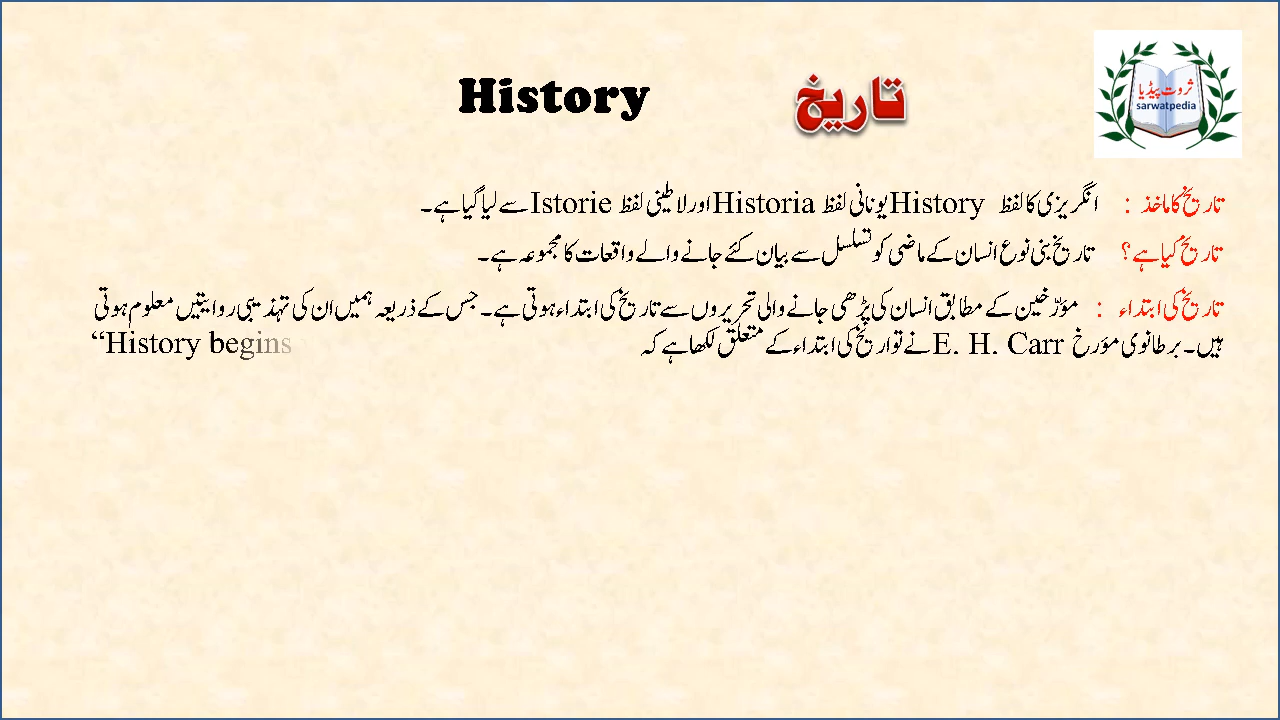 History تاریخ
ثروت پیڈیا
sarwatpedia
تاریخ کا ماخذ : انگریزی کا لفظ History یونانی لفظ Historia اور لاطینی لفظ Istorie سے لیا گیا ہے۔
تاریخ کیا ہے؟ تاریخ بنی نوع انسان کے ماضی کو تسلسل سے بیان کئے جانے والے واقعات کا مجموعہ ہے۔
تاریخ کی ابتداء : مؤرّخین کے مطابق انسان کی پڑھی جانے والی تحریروں سے تاریخ کی ابتداء ہوتی ہے۔ جس کے ذریعہ ہمیں ان کی تہذیبی روایتیں معلوم ہوتی
ہیں۔ برطانوی مؤرخ E. H. Carr نے تواریخ کی ابتداء کے متعلق لکھا ہے کہ “History begins